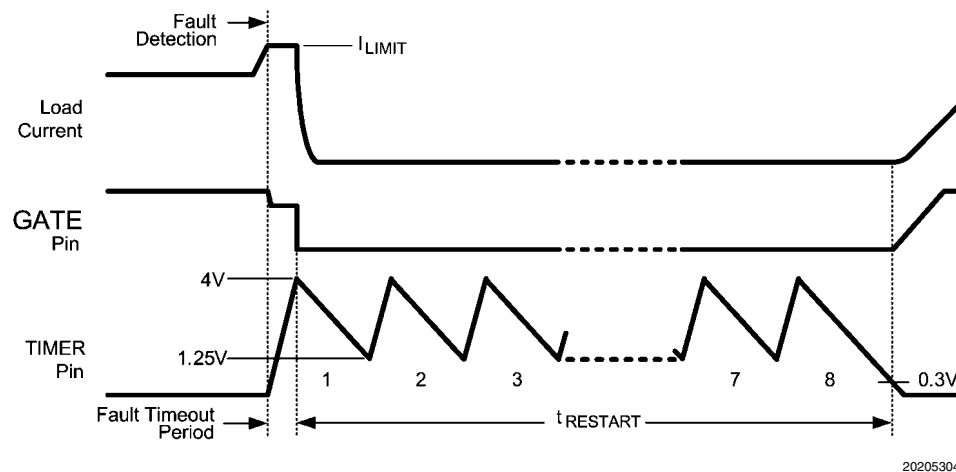 Fault
Detection
ILIMIT
Load
Current
GATE
Pin
4V
1.25V
TIMER
Pin
1
2
3
7
8
0.3V
Fault Timeout
Period
tRESTART
20205304